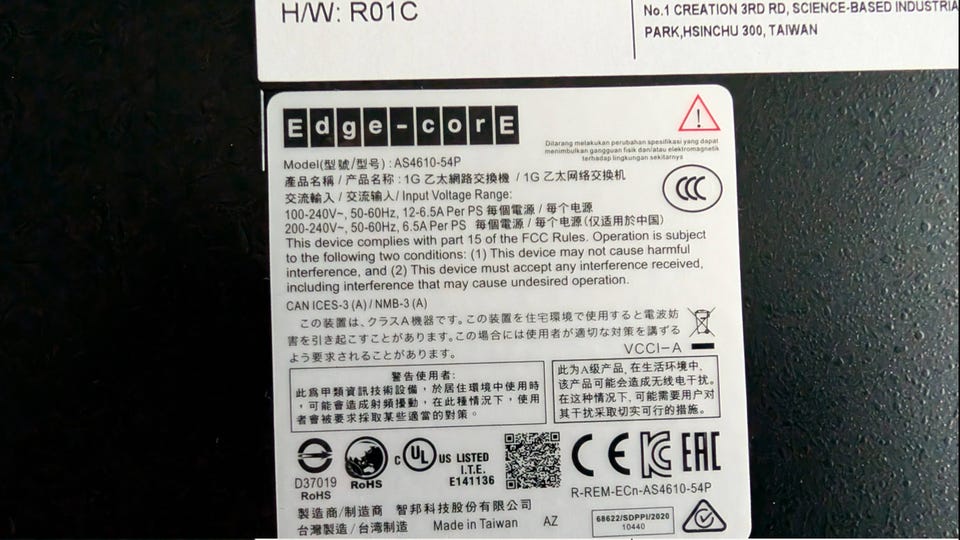 H/W: R01C
No.1 CREATION 3RD RD, SCIENCE-BASED INDUSTRIA
PARK,HSINCHU 300, TAIWAN
Edge-corE
Dilarang melakukan perubahan spesifikasi yang dapat
menimbulkan gangguan fisik dan/atau elektromagnetik
terhadap lingkungan sekitarnya
Model(型號/型号) : AS4610-54P
產品名稱 / 产品名称 : 1G 乙太網路交換機 / 1G 乙太网络交换机
交流輸入 / 交流输入/ Input Voltage Range:
100-240V~, 50-60Hz, 12-6.5A Per PS 每個電源 / 每个电源
200-240V~, 50-60Hz, 6.5A Per PS 每個電源 / 每个电源(仅适用於中国)
CCC
This device complies with part 15 of the FCC Rules. Operation is subject
to the following two conditions: (1) This device may not cause harmful
interference, and (2) This device must accept any interference received,
including interference that may cause undesired operation.
CAN ICES-3 (A) / NMB-3 (A)
この装置は、クラスA機器です。この装置を住宅環境で使用すると電波妨
害を引き起こすことがあります。この場合には使用者が適切な対策を講ずる
よう要求されることがあります。
VCCI-A
警告使用者:
此為甲類資訊技術設備，於居住環境中使用時
，可能會造成射頻擾動，在此種情況下，使用
者會被要求採取某些適當的對策。
此为A级产品, 在生活环境中,
该产品可能会造成无线电干扰。
在这种情况下, 可能需要用户对
其干扰采取切实可行的措施。
D37019
RoHS
RoHS
c UL US LISTED
I.T.E.
E141136
CE KC EAC
R-REM-ECn-AS4610-54P
製造商/制造商 智邦科技股份有限公司
台灣製造 / 台湾制造 Made in Taiwan AZ
68622/SDPPI/2020
10440